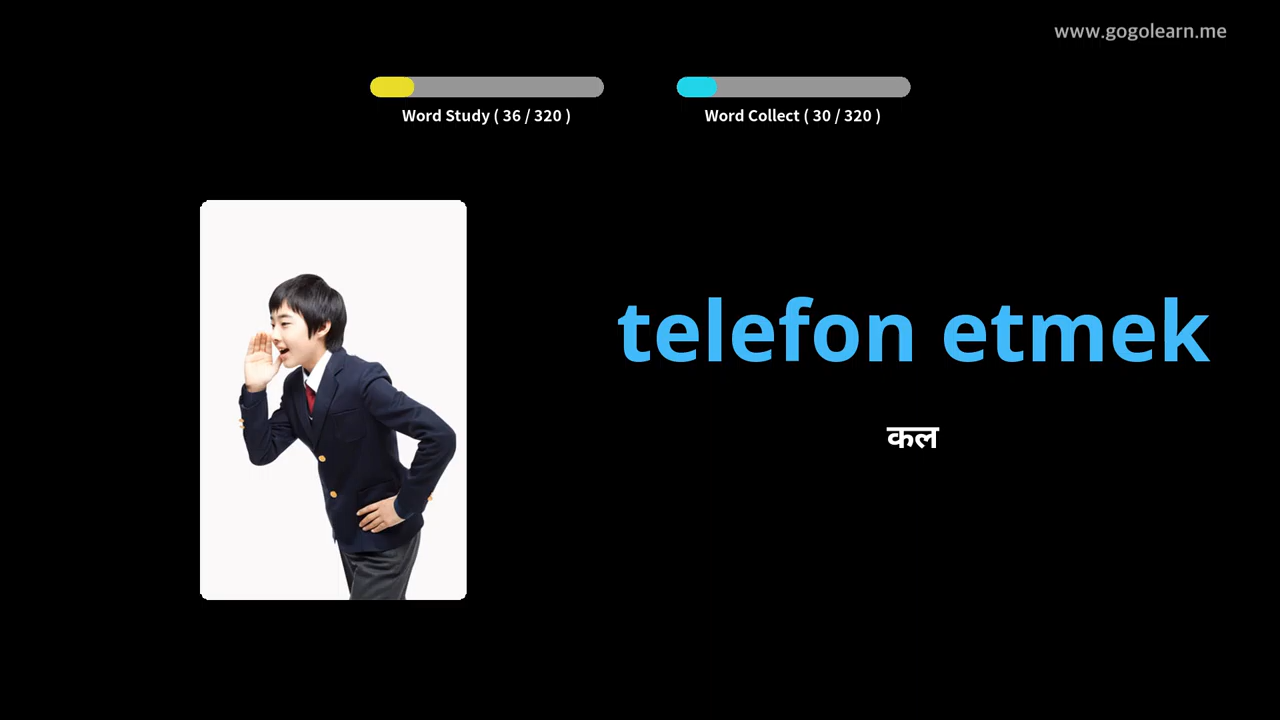 www.gogolearn.me
Word Study ( 36 / 320 )
Word Collect ( 30 / 320 )
telefon etmek
कल